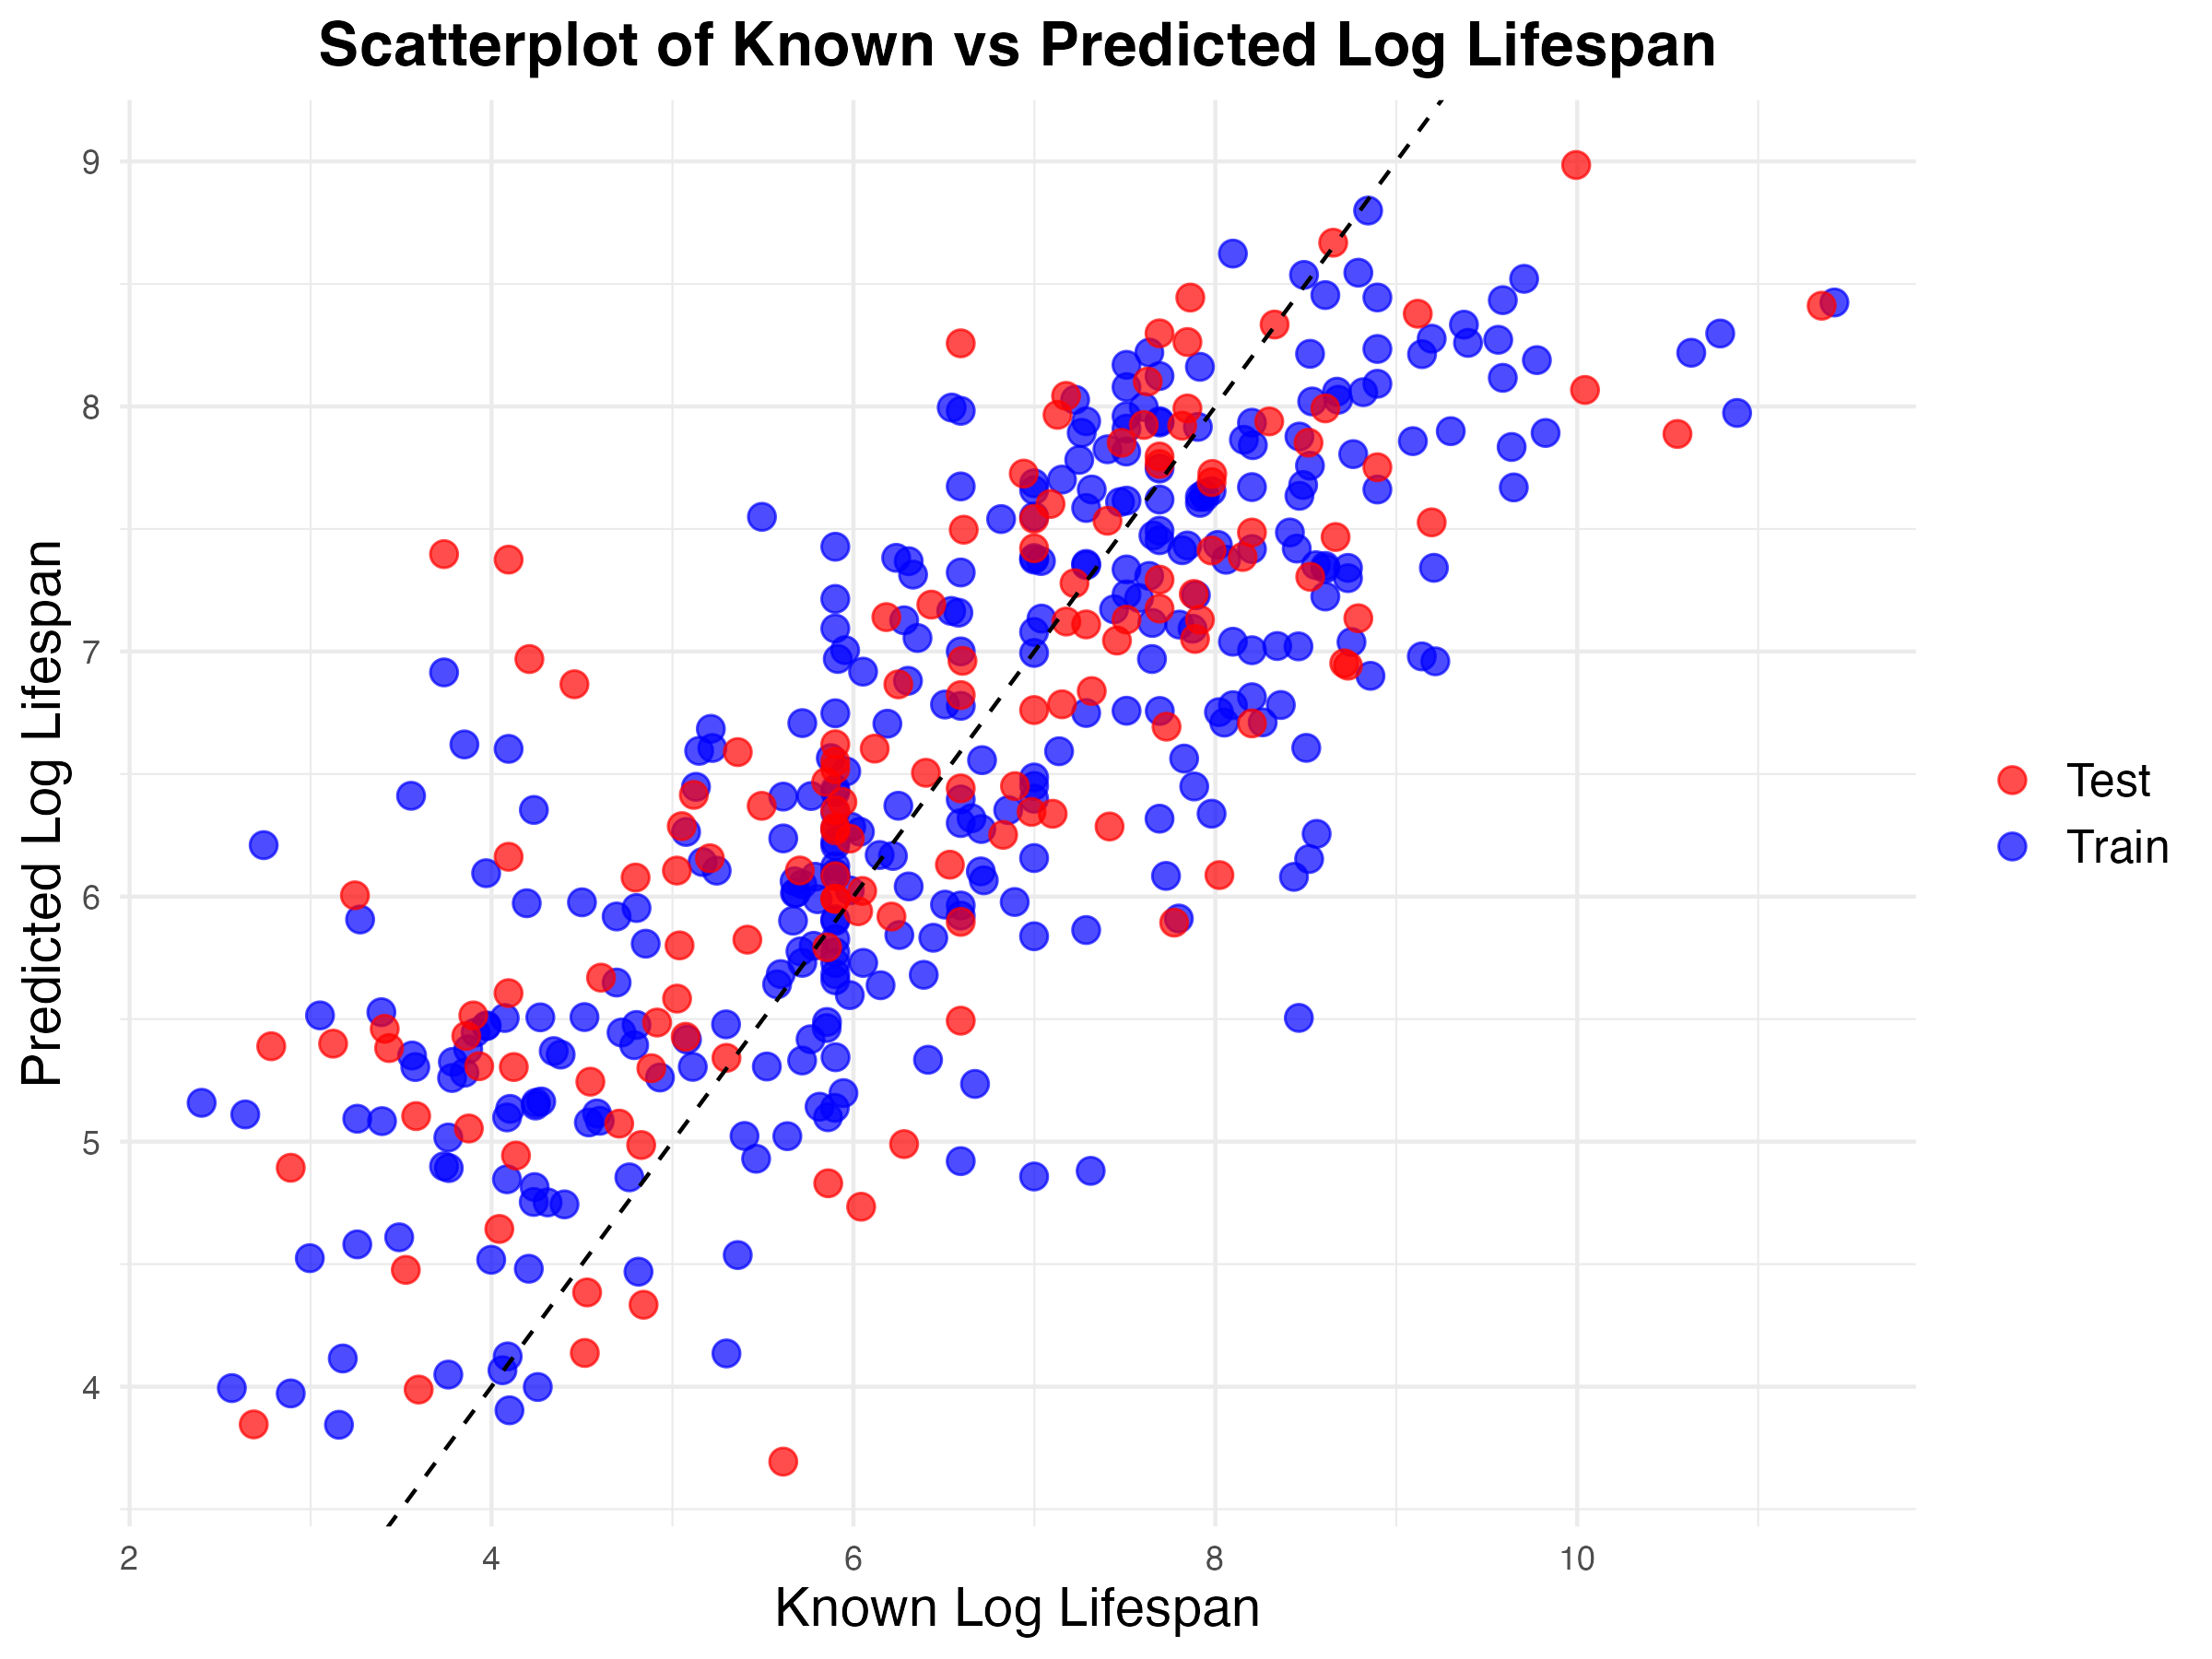 Scatterplot of Known vs Predicted Log Lifespan
Predicted Log Lifespan
9
8
7
6
5
4
2 4 6 8 10
Known Log Lifespan
Test
Train